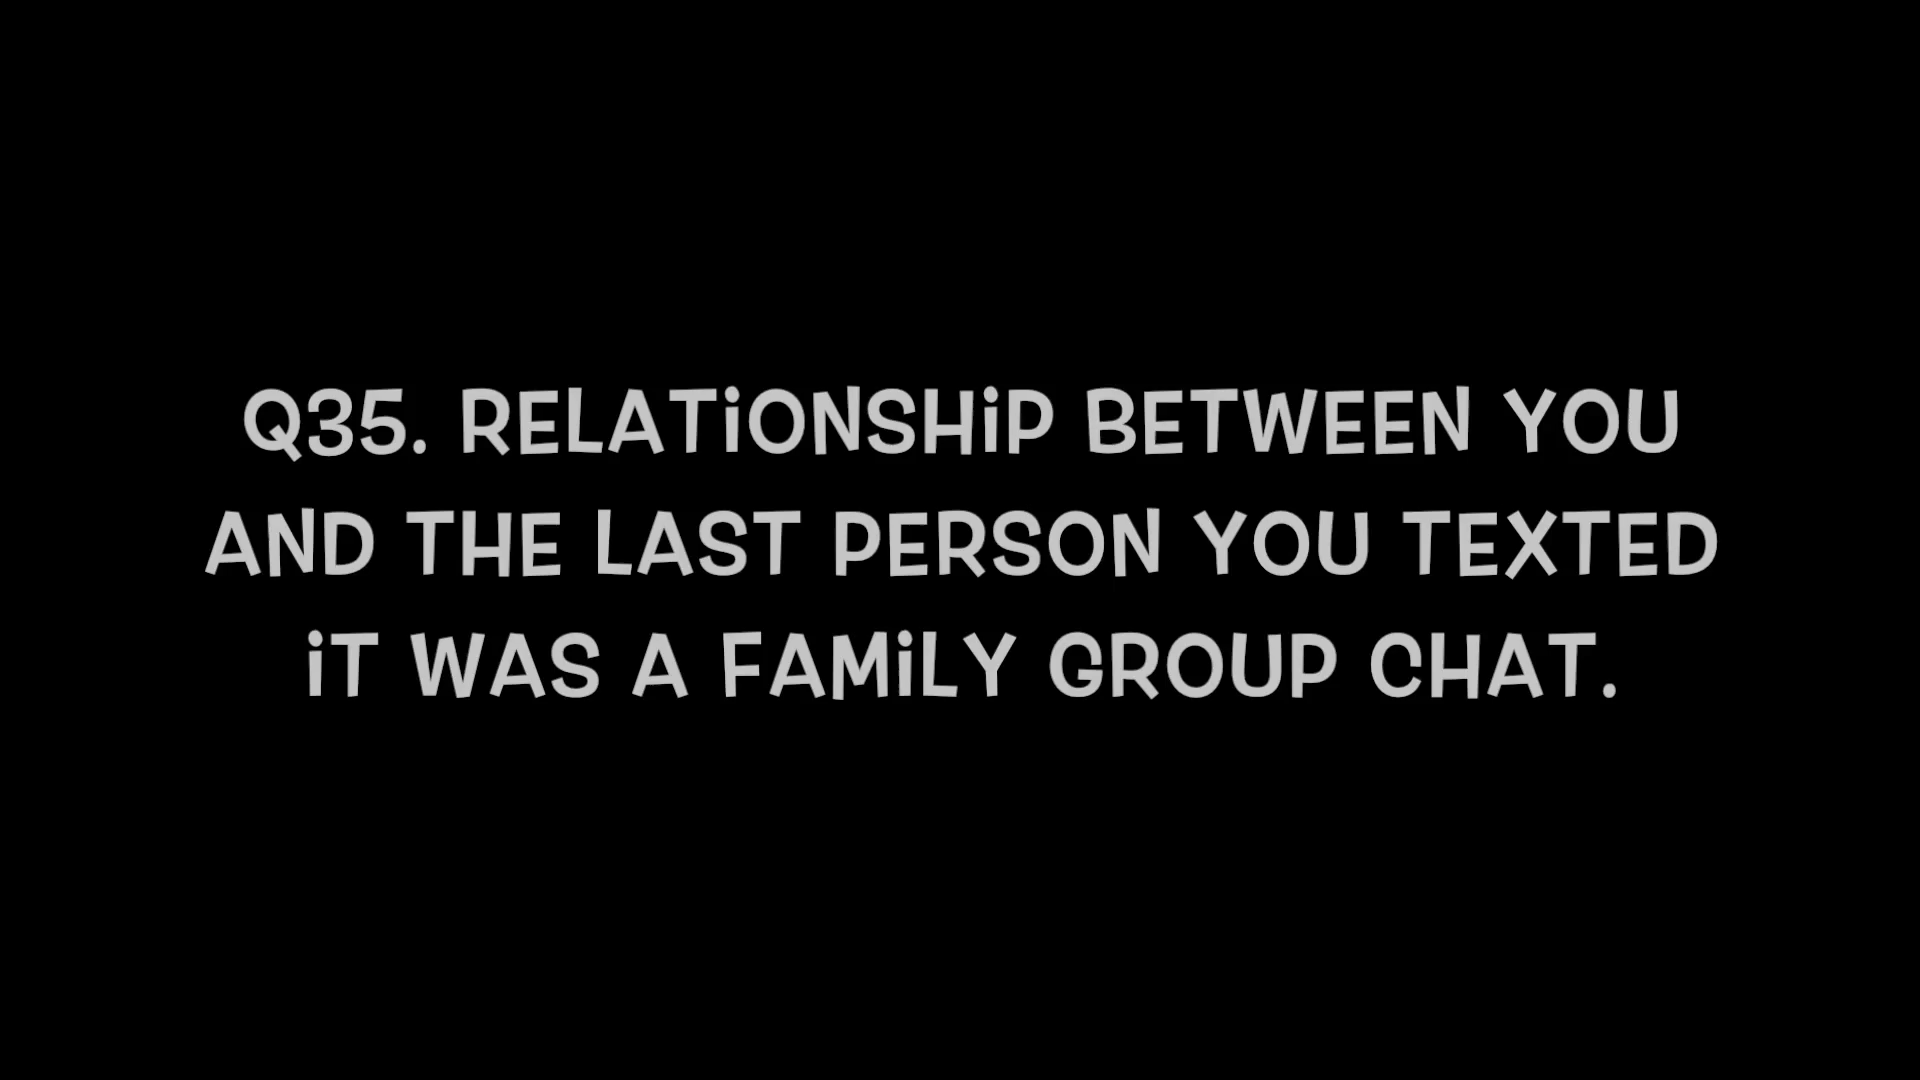 Q35. RELATiONSHiP BETWEEN YOU
AND THE LAST PERSON YOU TEXTED
iT WAS A FAMiLY GROUP CHAT.